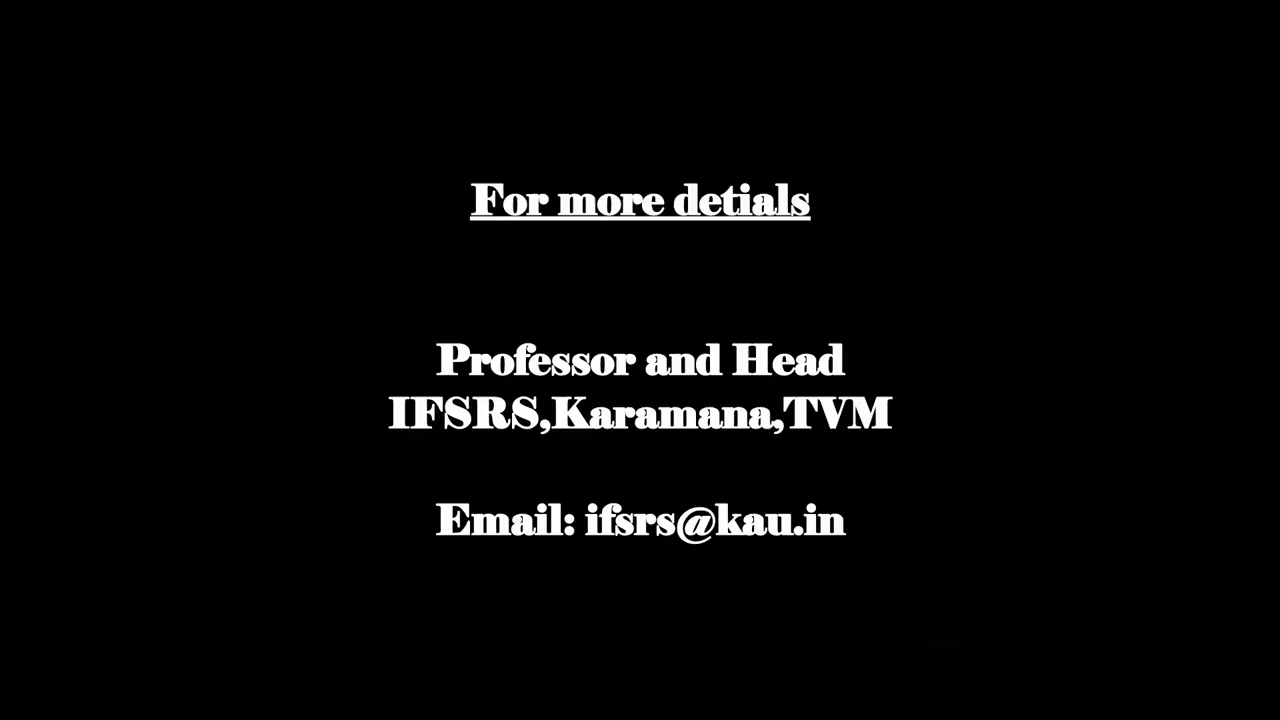 For more detials
Professor and Head
IFSRS,Karamana,TVM
Email: ifsrs@kau.in